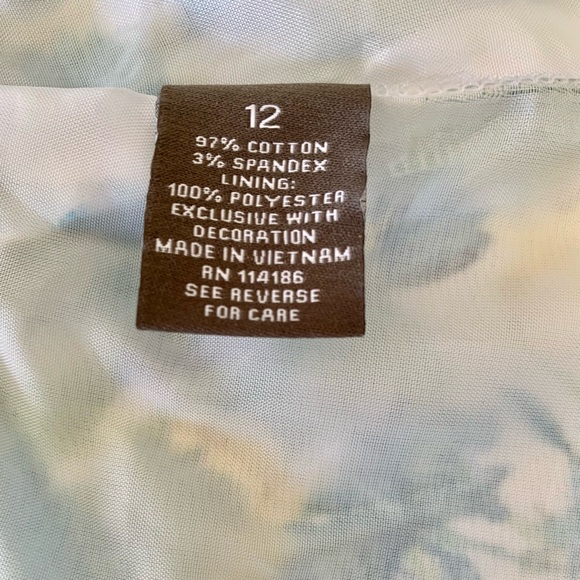 12
97% COTTON
3% SPANDEX
LINING:
100% POLYESTER
EXCLUSIVE WITH
DECORATION
MADE IN VIETNAM
RN 114186
SEE REVERSE
FOR CARE